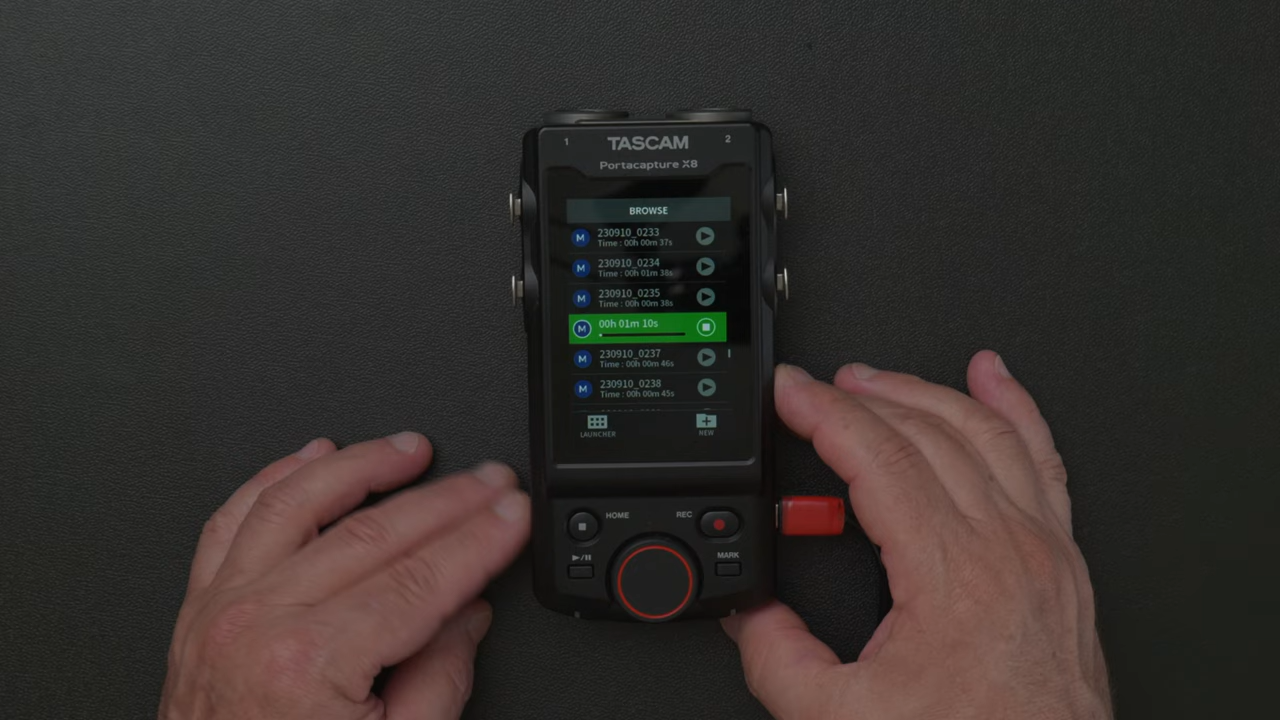 1 TASCAM 2
Portacapture X8
BROWSE
M 230910_0233
Time : 00h 00m 37s
M 230910_0234
Time : 00h 01m 38s
M 230910_0235
Time : 00h 00m 38s
M 00h 01m 10s
M 230910_0237
Time : 00h 00m 46s
M 230910_0238
Time : 00h 00m 45s
LAUNCHER NEW
HOME REC
MARK